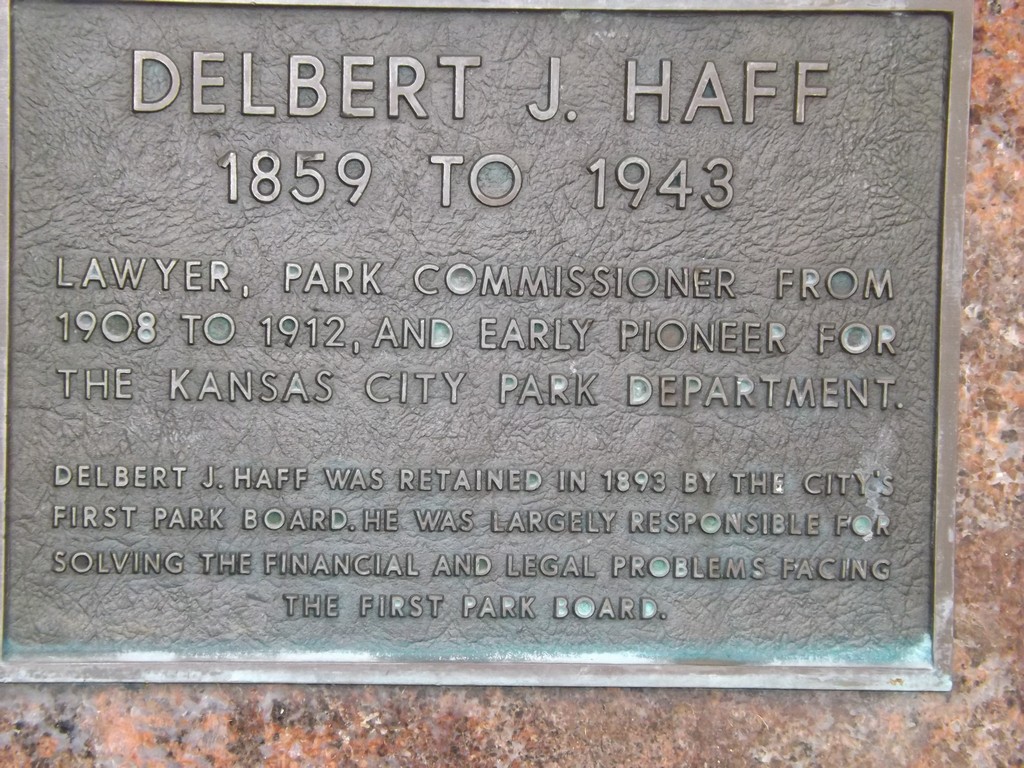 DELBERT J. HAFF
1859 TO 1943
LAWYER, PARK COMMISSIONER FROM
1908 TO 1912, AND EARLY PIONEER FOR
THE KANSAS CITY PARK DEPARTMENT.
DELBERT J. HAFF WAS RETAINED IN 1893 BY THE CITY'S
FIRST PARK BOARD. HE WAS LARGELY RESPONSIBLE FOR
SOLVING THE FINANCIAL AND LEGAL PROBLEMS FACING
THE FIRST PARK BOARD.